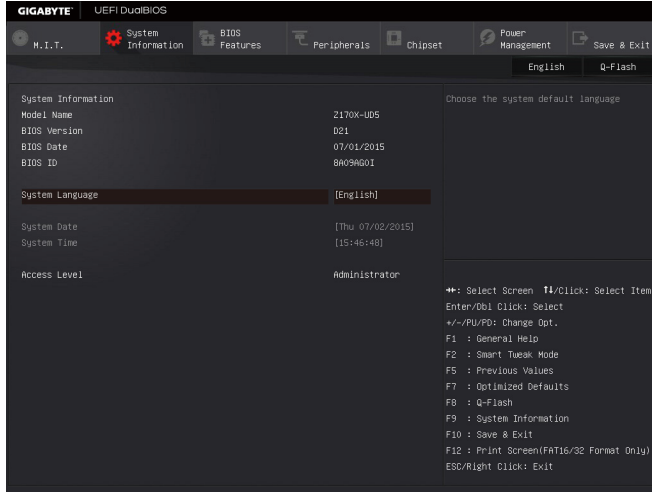 GIGABYTE™ UEFI DualBIOS
M.I.T. System Information BIOS Features Peripherals Chipset Power Management Save & Exit
English Q-Flash
System Information
Model Name Z170X-UD5
BIOS Version D21
BIOS Date 07/01/2015
BIOS ID 8A09AG0I
System Language [English]
System Date [Thu 07/02/2015]
System Time [15:46:48]
Access Level Administrator
Choose the system default language
→←: Select Screen ↑↓/Click: Select Item
Enter/Dbl Click: Select
+/-/PU/PD: Change Opt.
F1 : General Help
F2 : Smart Tweak Mode
F5 : Previous Values
F7 : Optimized Defaults
F8 : Q-Flash
F9 : System Information
F10 : Save & Exit
F12 : Print Screen(FAT16/32 Format Only)
ESC/Right Click: Exit